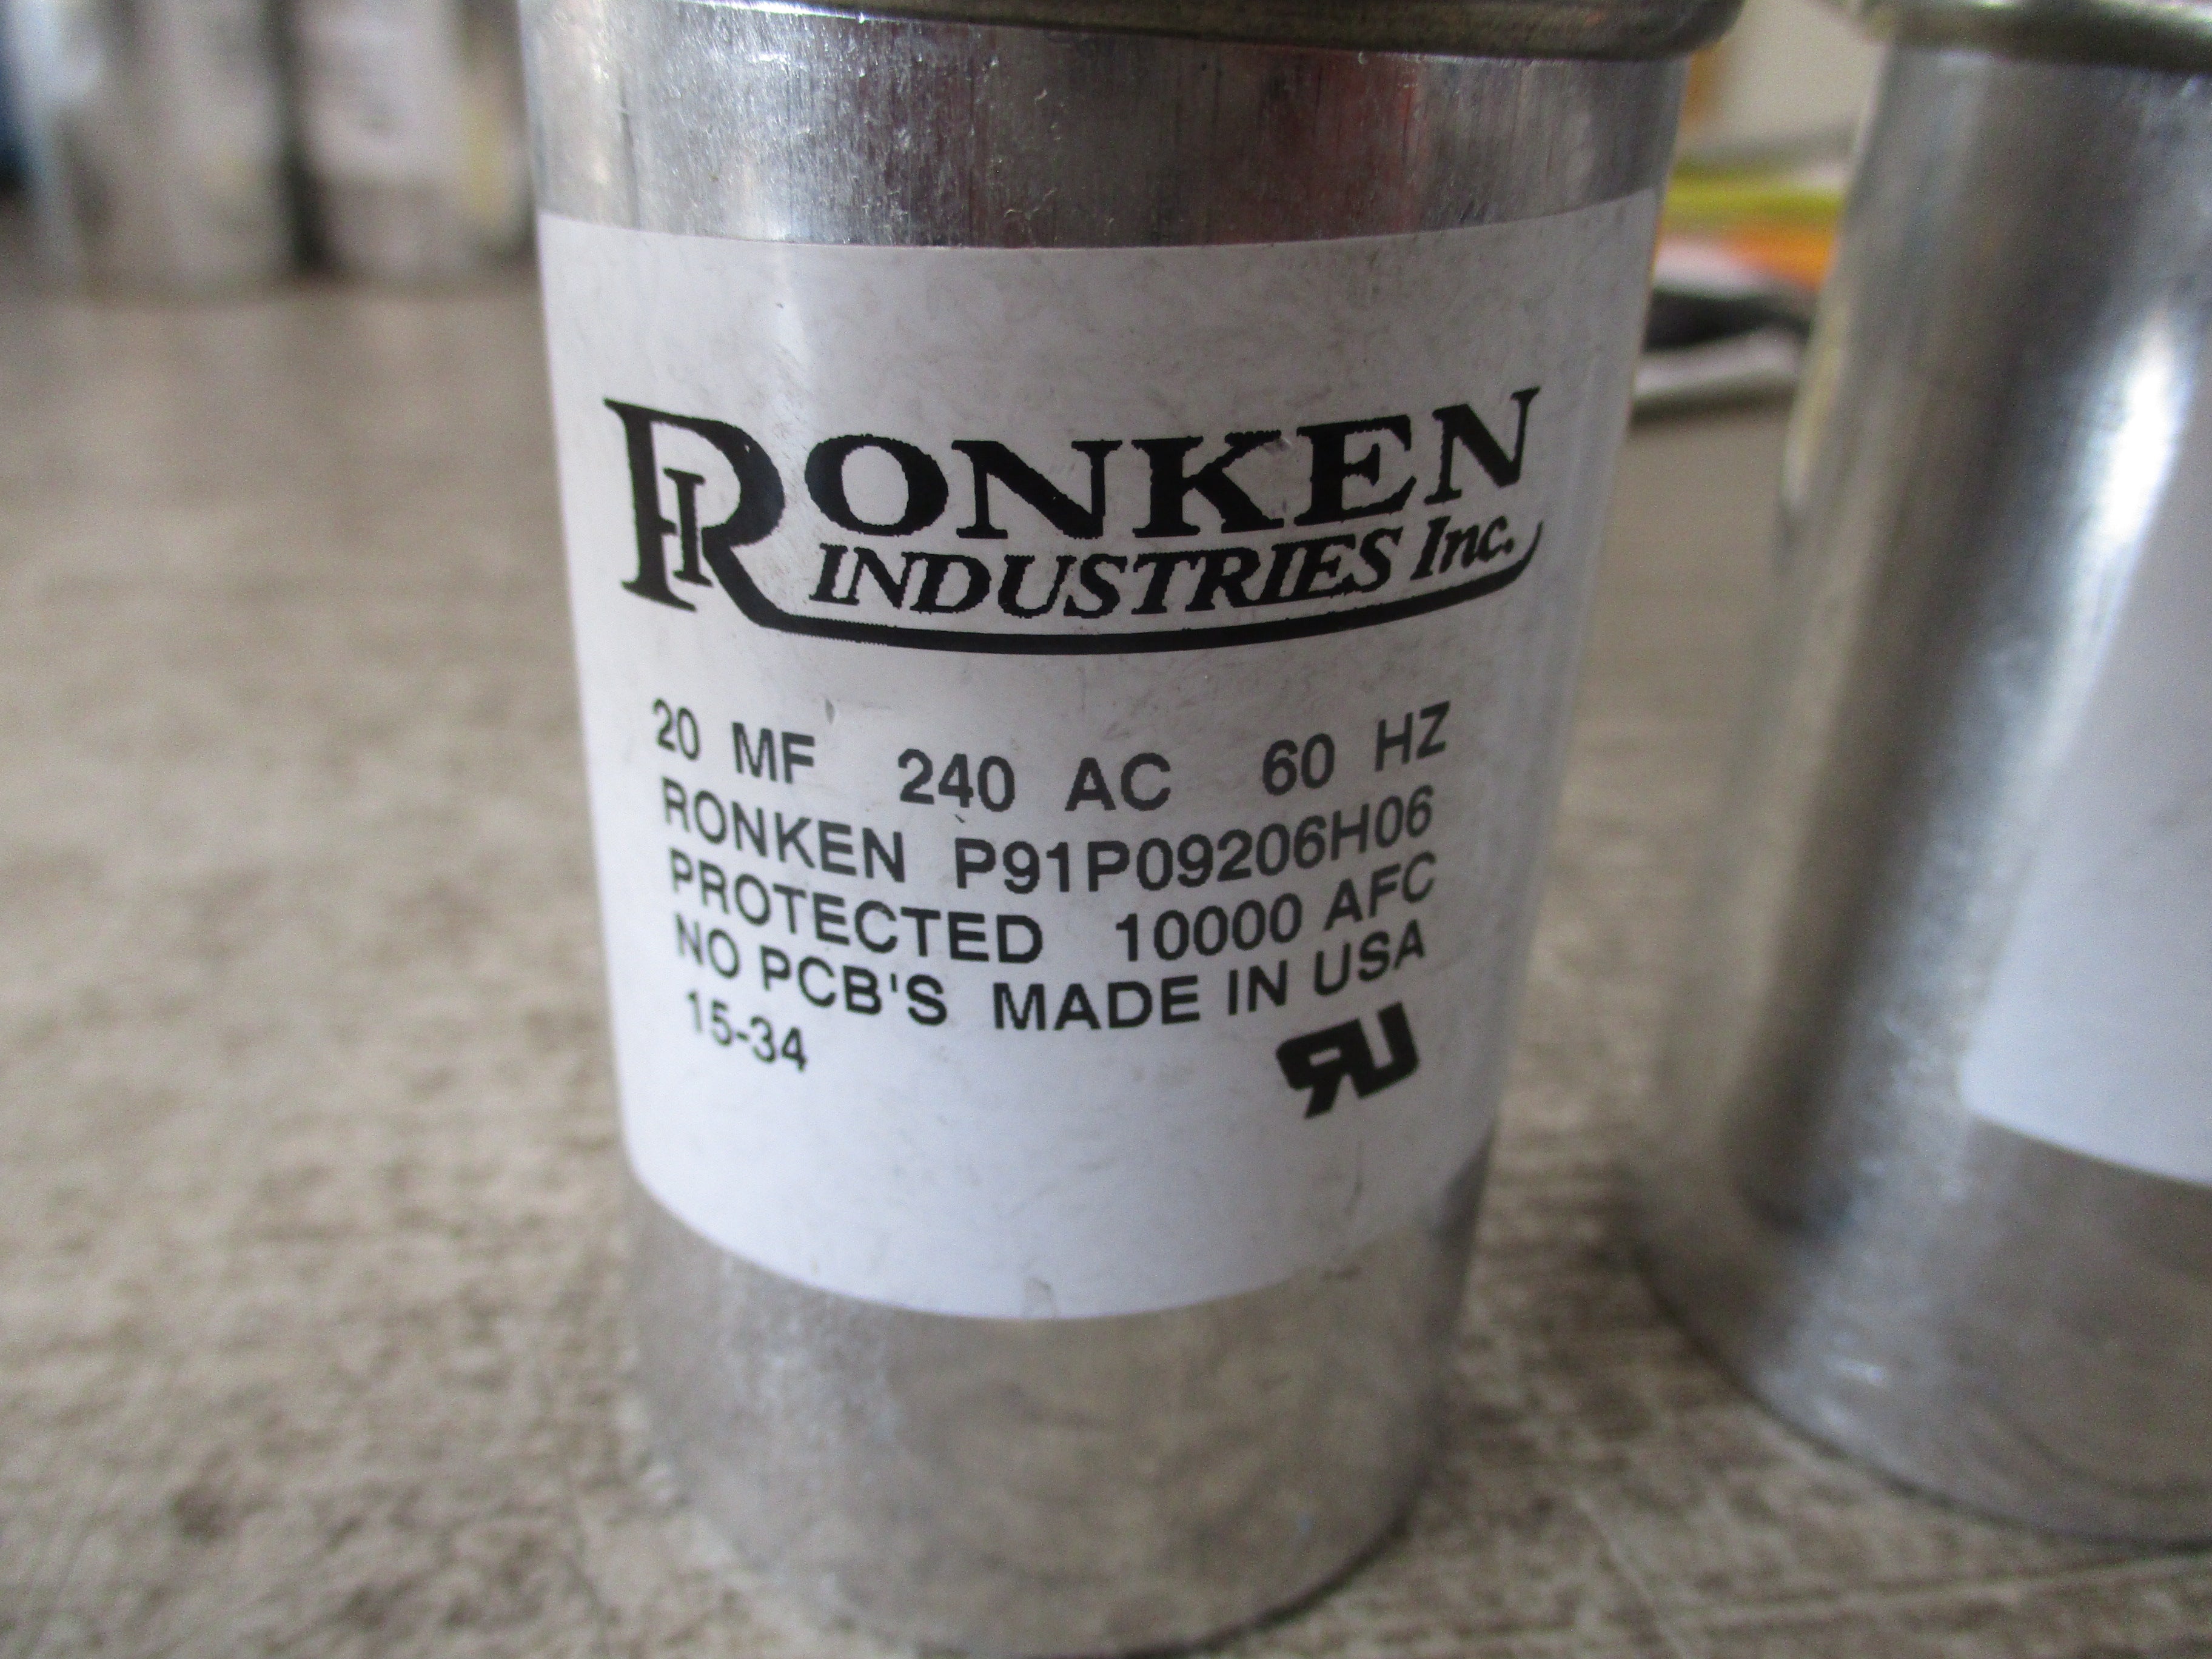 RONKEN
INDUSTRIES Inc.
20 MF 240 AC 60 HZ
RONKEN P91P09206H06
PROTECTED 10000 AFC
NO PCB'S MADE IN USA
15-34